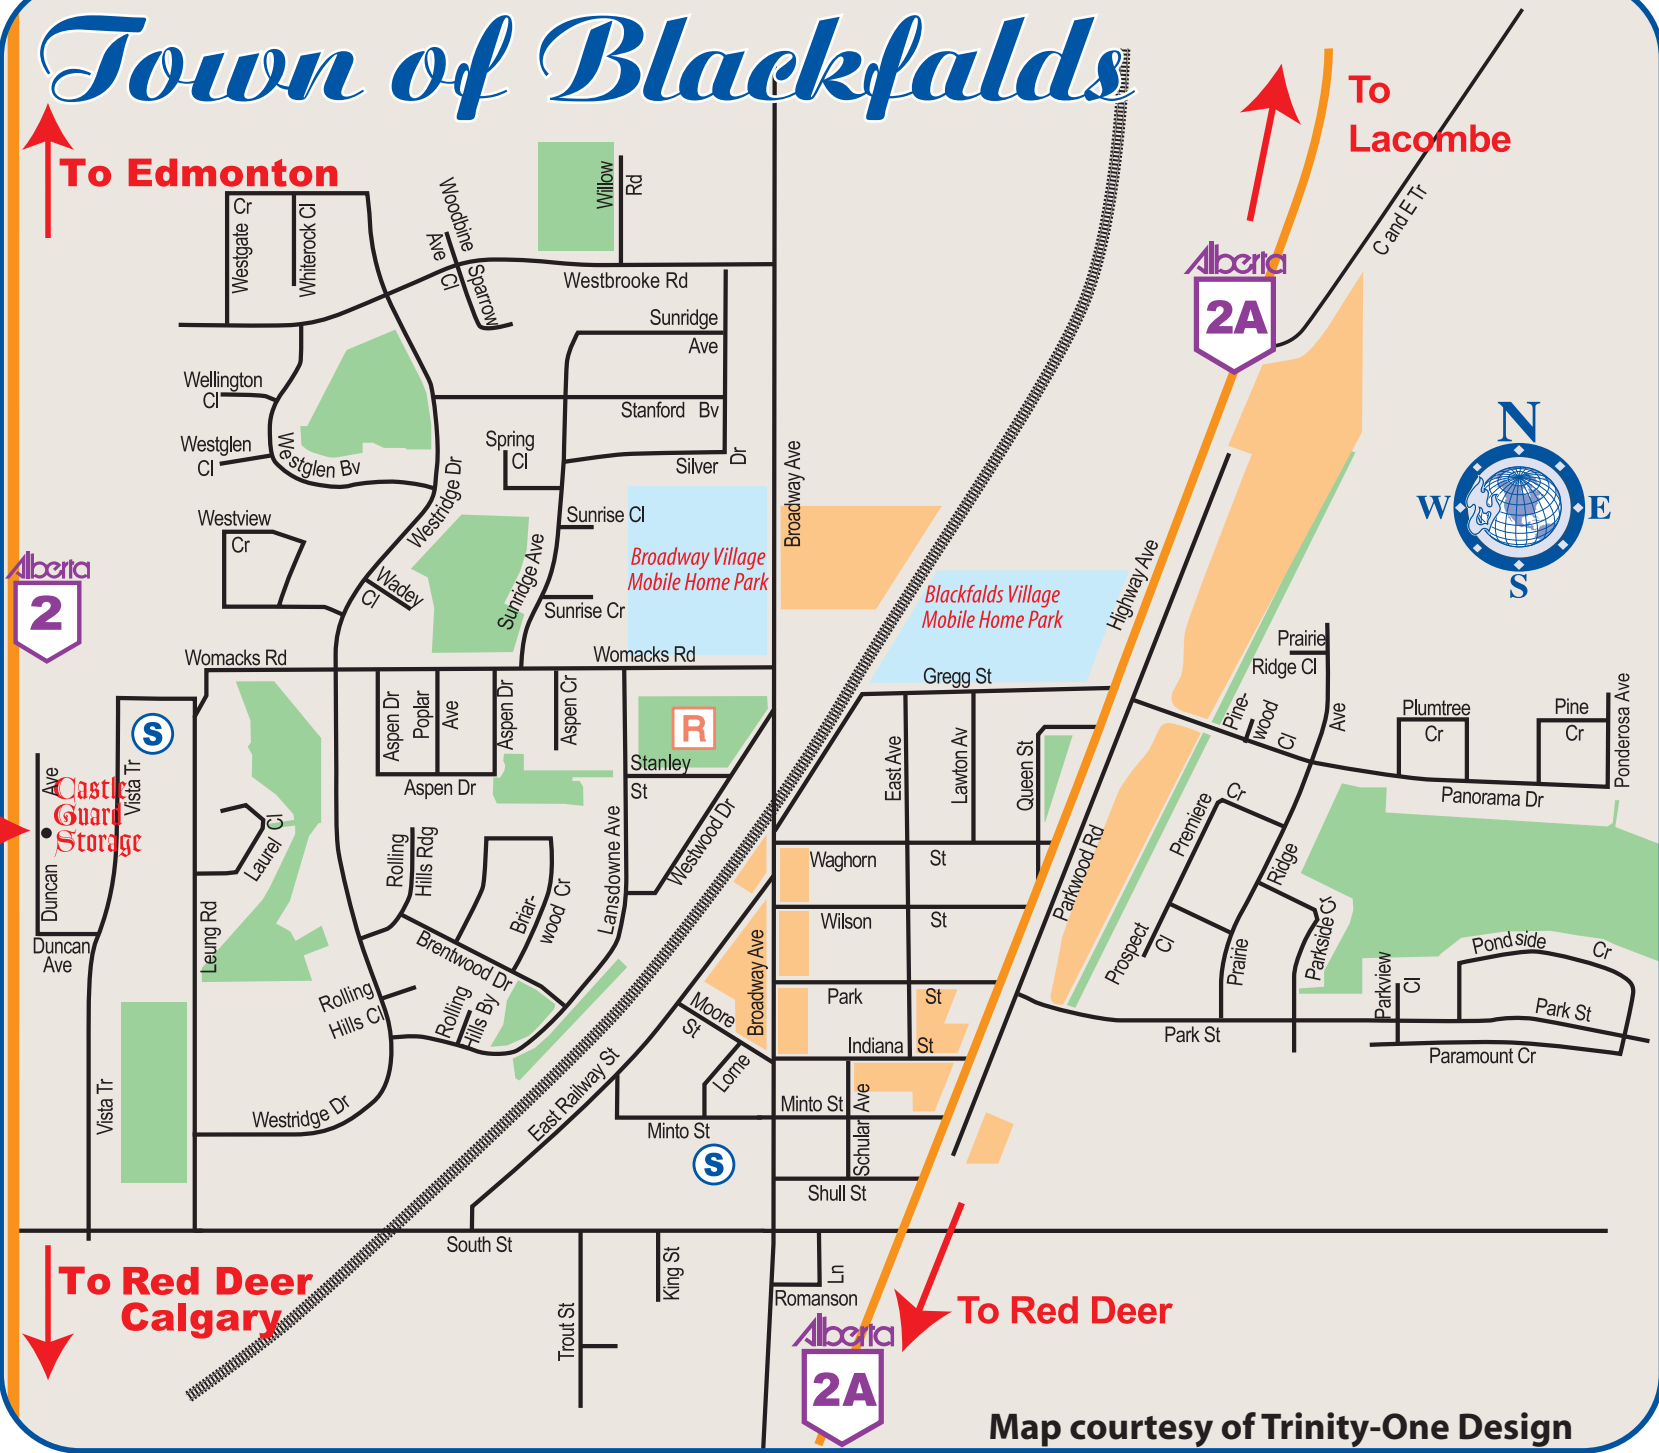 Town of Blackfalds
To Edmonton
To
Lacombe
C and E Tr
Alberta
2A
N
W
E
S
Westgate
Cr
Whiterock Cl
Woodbine
Ave
Sparrow
Cl
Willow
Rd
Westbrooke Rd
Sunridge
Ave
Stanford Bv
Silver
Dr
Wellington
Cl
Westglen
Cl
Westglen Bv
Spring
Cl
Westridge Dr
Westview
Cr
Wadey
Cl
Sunridge Ave
Sunrise Cl
Sunrise Cr
Broadway Village
Mobile Home Park
Broadway Ave
Blackfalds Village
Mobile Home Park
Highway Ave
Alberta
2
Womacks Rd
Womacks Rd
Gregg St
Prairie
Ridge Cl
Pine-
wood
Cl
Ave
Plumtree
Cr
Pine
Cr
Ponderosa Ave
Panorama Dr
S
Vista Tr
Duncan
Ave
Castle
Guard
Storage
Duncan
Ave
Aspen Dr
Poplar
Ave
Aspen Dr
Aspen Cr
Aspen Dr
R
Stanley
St
Westwood Dr
Lansdowne Ave
East Ave
Lawton Av
Queen St
Parkwood Rd
Premiere
Cr
Ridge
Prairie
Prospect
Cl
Parkside Cr
Parkview
Cl
Pondside
Cr
Park St
Park St
Paramount Cr
Laurel Cl
Leung Rd
Rolling
Hills Rdg
Briar-
wood
Cr
Brentwood Dr
Rolling
Hills Cl
Rolling
Hills By
Waghorn
St
Wilson
St
Park
St
Indiana
St
Broadway Ave
Moore
St
Lorne
East Railway St
Minto St
Minto St
Schular
Ave
Shull St
S
Vista Tr
Westridge Dr
South St
King St
Trout St
Romanson
Ln
To Red Deer
Calgary
To Red Deer
Alberta
2A
Map courtesy of Trinity-One Design